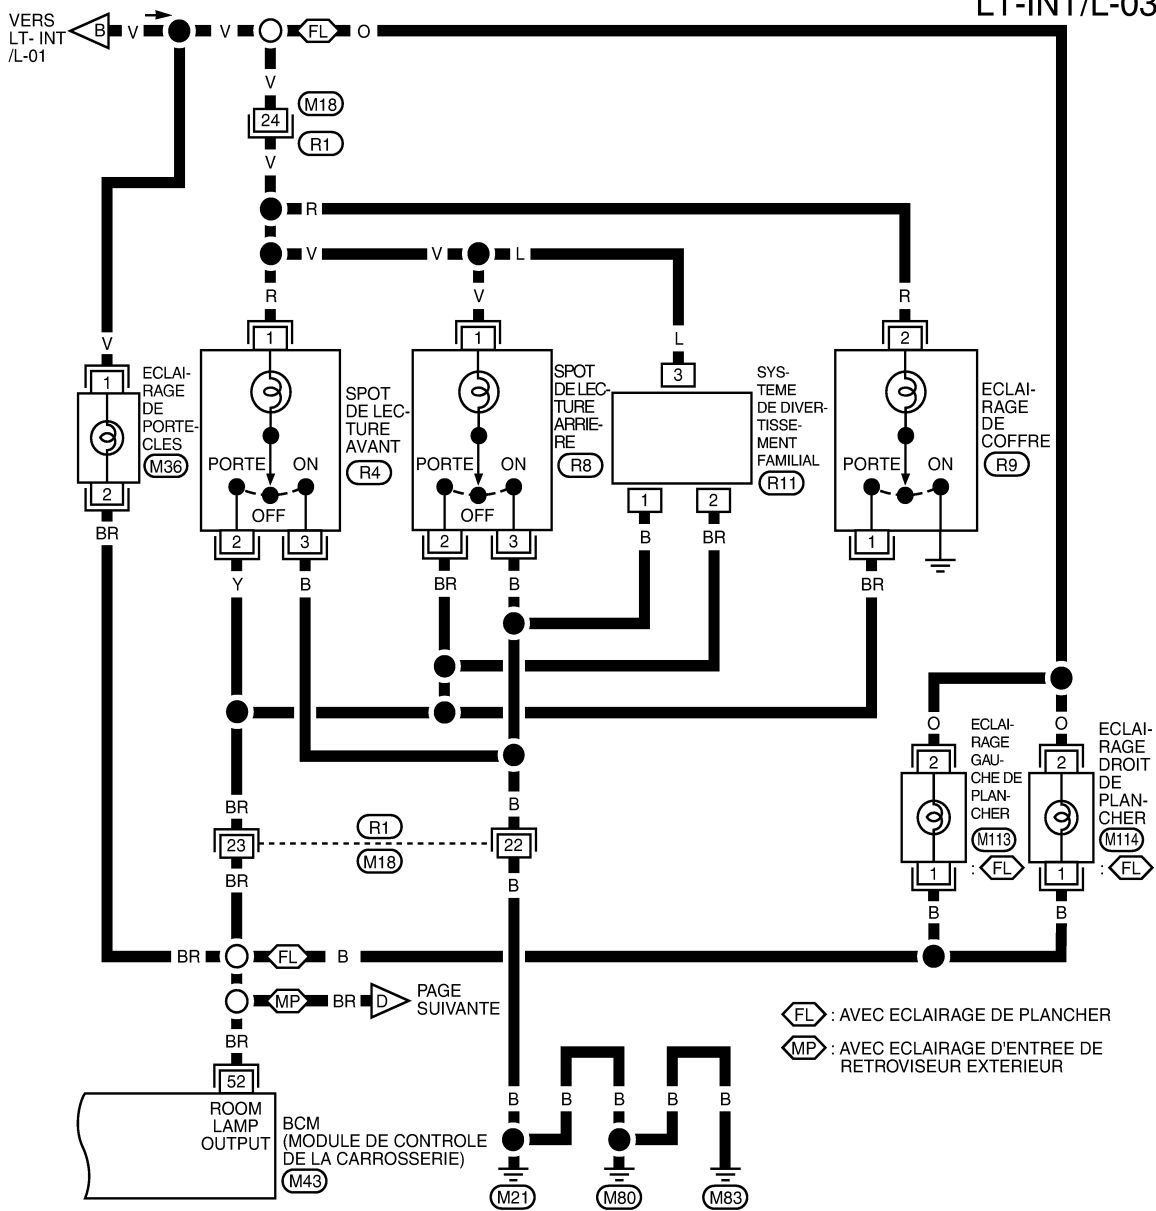 LT-INT/L-03
VERS
LT- INT
/L-01
B
V
V
FL
O
V
24
M18
R1
V
R
V
V
L
R
V
L
R
V
1
1
1
3
2
ECLAI-
RAGE
DE
PORTE-
CLES
M36
2
BR
SPOT
DE LEC-
TURE
AVANT
R4
PORTE
ON
OFF
2
3
Y
B
SPOT
DE LEC-
TURE
ARRIE-
RE
R8
PORTE
ON
OFF
2
3
BR
B
SYS-
TEME
DE DIVER-
TISSE-
MENT
FAMILIAL
R11
1
2
B
BR
ECLAI-
RAGE
DE
COFFRE
R9
PORTE
ON
1
BR
O
O
2
2
ECLAI-
RAGE
GAU-
CHE DE
PLAN-
CHER
M113
: FL
ECLAI-
RAGE
DROIT
DE
PLAN-
CHER
M114
: FL
1
1
B
B
BR
B
23
R1
M18
22
BR
B
BR
FL
B
MP
BR
D
PAGE
SUIVANTE
BR
52
ROOM
LAMP
OUTPUT
BCM
(MODULE DE CONTROLE
DE LA CARROSSERIE)
M43
FL : AVEC ECLAIRAGE DE PLANCHER
MP : AVEC ECLAIRAGE D'ENTREE DE
RETROVISEUR EXTERIEUR
B
B
B
B
B
M21
M80
M83